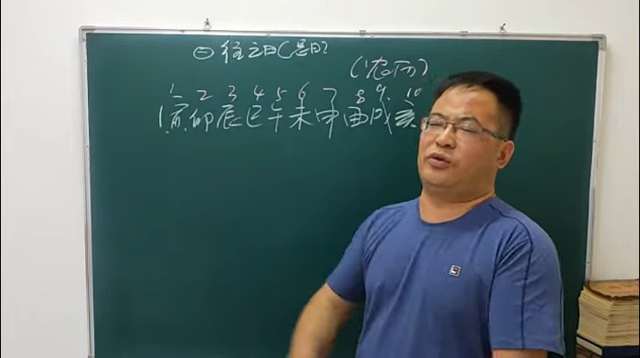 ㊀ 往亡日(忌日)
(农历)
1 2 3 4 5 6 7 8 9 10
寅卯辰巳午未申酉戌亥